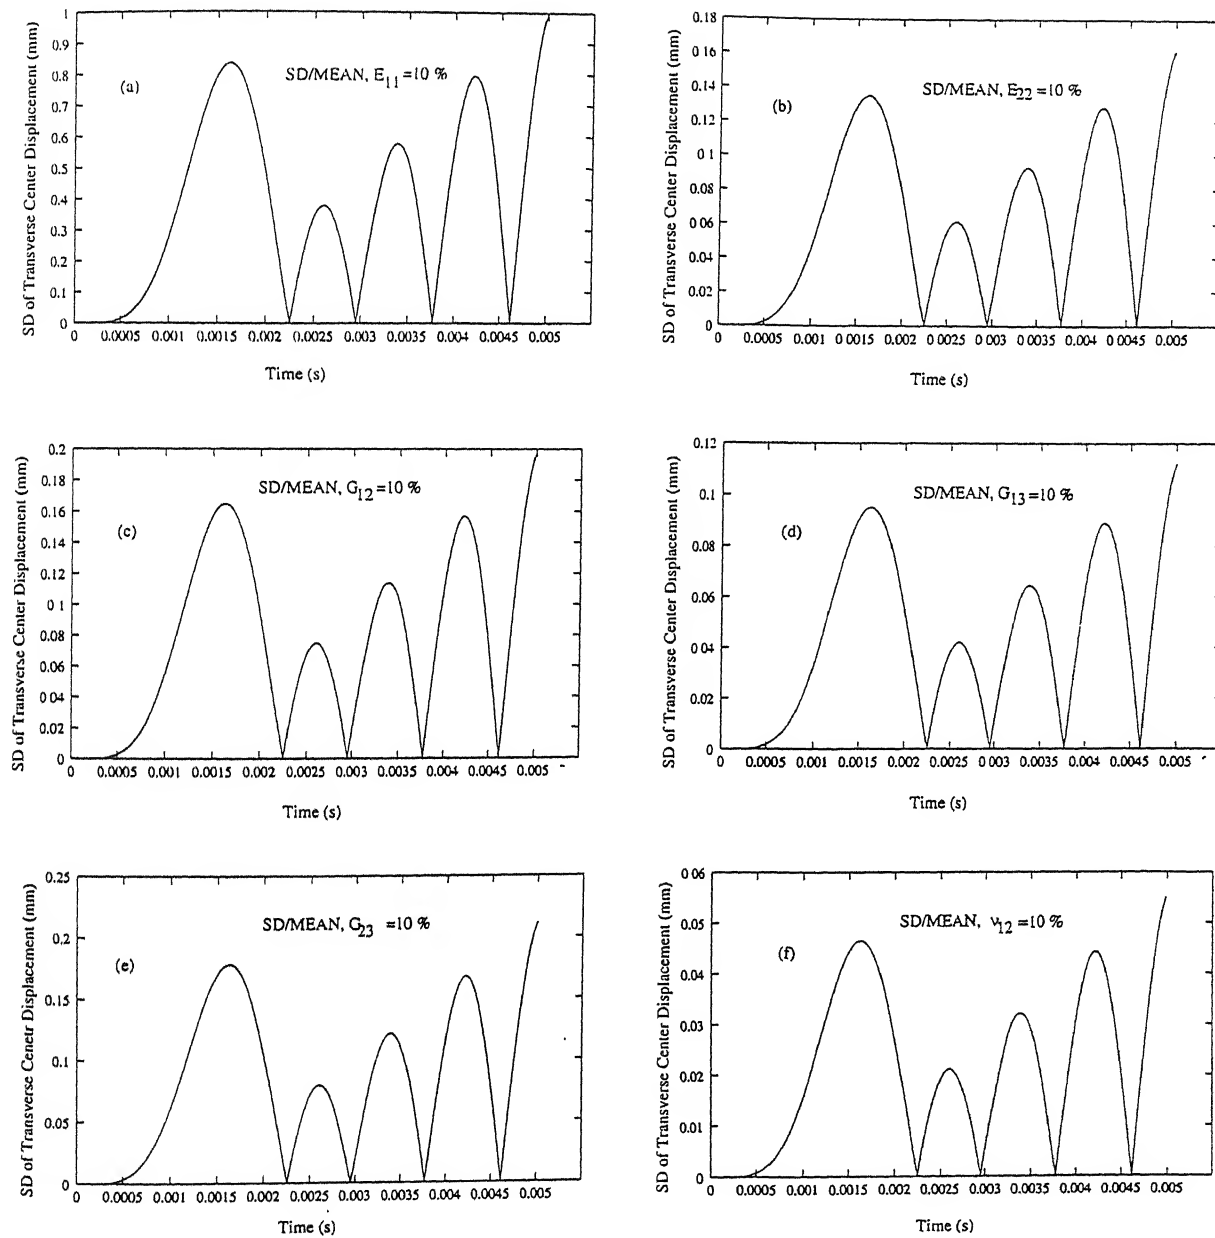 SD of Transverse Center Displacement (mm)
1
0.9
0.8
0.7
0.6
0.5
0.4
0.3
0.2
0.1
0
(a)
SD/MEAN, E11=10 %
0 0.0005 0.001 0.0015 0.002 0.0025 0.003 0.0035 0.004 0.0045 0.005
Time (s)
SD of Transverse Center Displacement (mm)
0.18
0.16
0.14
0.12
0.1
0.08
0.06
0.04
0.02
0
(b)
SD/MEAN, E22=10 %
0 0.0005 0.001 0 0015 0 002 0.0025 0 003 0.0035 0.004 0 0045 0.005
Time (s)
SD of Transverse Center Displacement (mm)
0.2
0.18
0.16
0.14
0.12
0.1
0.08
0.06
0.04
0.02
0
(c)
SD/MEAN, G12=10 %
0 0.0005 0.001 0.0015 0.002 0.0025 0.003 0.0035 0.004 0.0045 0.005
Time (s)
SD of Transverse Center Displacement (mm)
0.12
0.1
0.08
0.06
0.04
0.02
0
(d)
SD/MEAN, G13=10 %
0 0.0005 0.001 0.0015 0.002 0.0025 0 003 0.0035 0.004 0.0045 0.005
Time (s)
SD of Transverse Cenetr Displacement (mm)
0.25
0.2
0.15
0.1
0.05
0
(e)
SD/MEAN, G23 =10 %
0 0.0005 0.001 0.0015 0.002 0.0025 0.003 0.0035 0.004 0.0045 0.005
Time (s)
SD of Transverse Center Displacement (mm)
0 06
0.05
0.04
0.03
0.02
0.01
0
(f)
SD/MEAN, ν12=10 %
0 0.0005 0.001 0.0015 0.002 0.0025 0.003 0.0035 0.004 0.0045 0.005
Time (s)